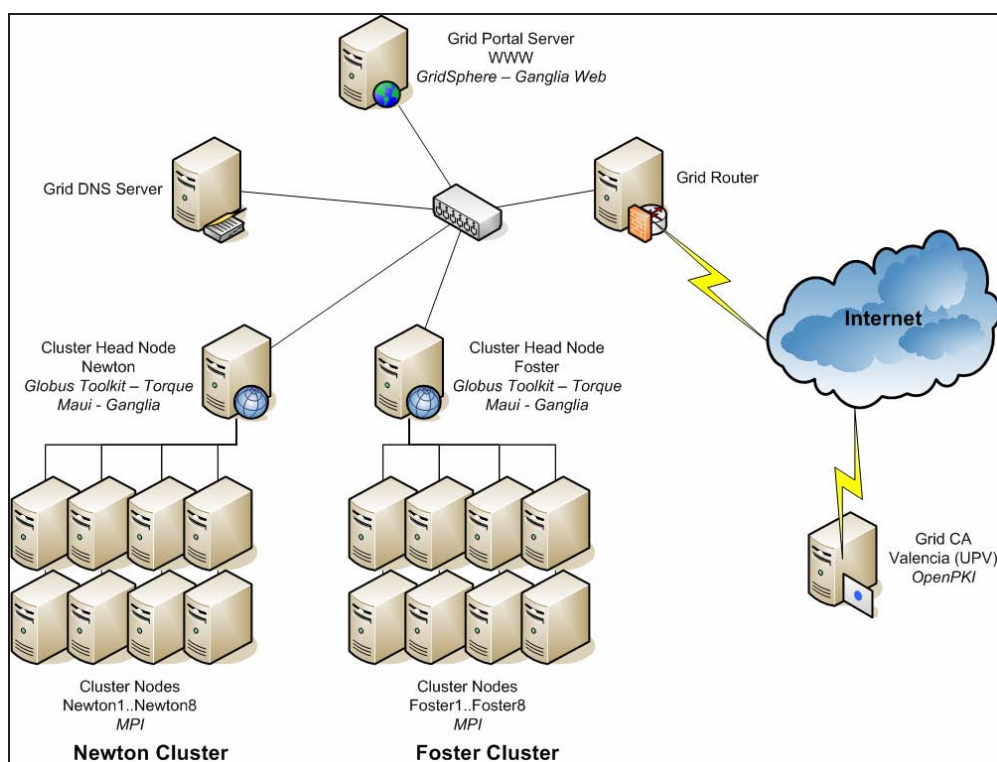 Grid Portal Server
WWW
GridSphere – Ganglia Web
Grid DNS Server
Grid Router
Internet
Cluster Head Node
Newton
Globus Toolkit – Torque
Maui - Ganglia
Cluster Head Node
Foster
Globus Toolkit – Torque
Maui - Ganglia
Grid CA
Valencia (UPV)
OpenPKI
Cluster Nodes
Newton1..Newton8
MPI
Newton Cluster
Cluster Nodes
Foster1..Foster8
MPI
Foster Cluster